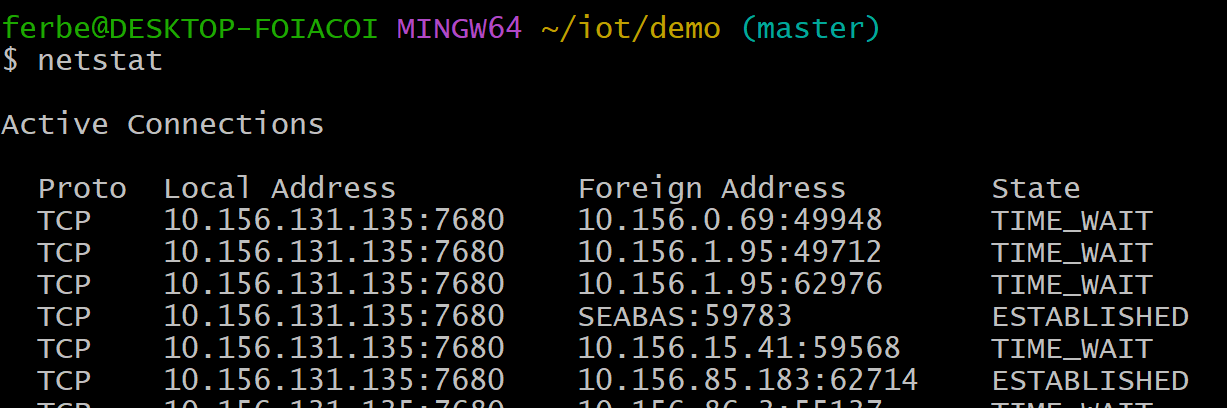 ferbe@DESKTOP-FOIACOI MINGW64 ~/iot/demo (master)
$ netstat
Active Connections
Proto Local Address Foreign Address State
TCP 10.156.131.135:7680 10.156.0.69:49948 TIME_WAIT
TCP 10.156.131.135:7680 10.156.1.95:49712 TIME_WAIT
TCP 10.156.131.135:7680 10.156.1.95:62976 TIME_WAIT
TCP 10.156.131.135:7680 SEABAS:59783 ESTABLISHED
TCP 10.156.131.135:7680 10.156.15.41:59568 TIME_WAIT
TCP 10.156.131.135:7680 10.156.85.183:62714 ESTABLISHED